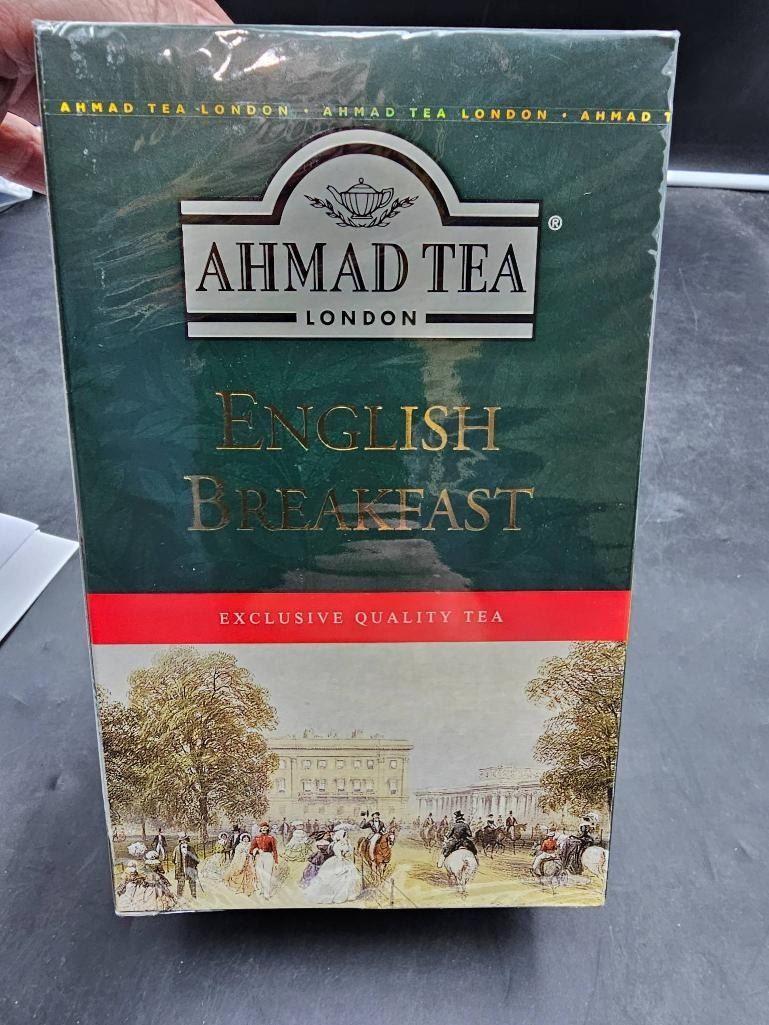 AHMAD TEA LONDON · AHMAD TEA LONDON · AHMAD T
AHMAD TEA ®
LONDON
ENGLISH
BREAKFAST
EXCLUSIVE QUALITY TEA